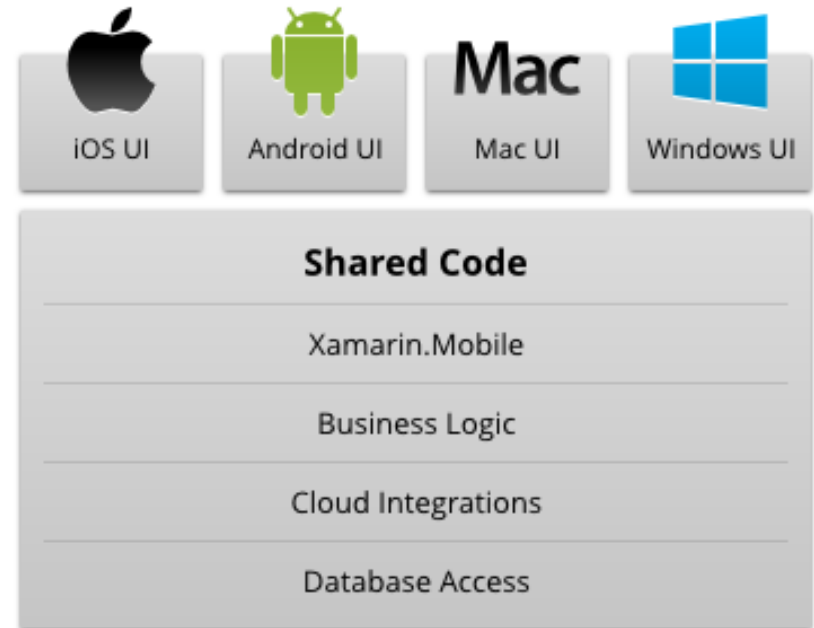 Mac
iOS UI
Android UI
Mac UI
Windows UI
Shared Code
Xamarin.Mobile
Business Logic
Cloud Integrations
Database Access